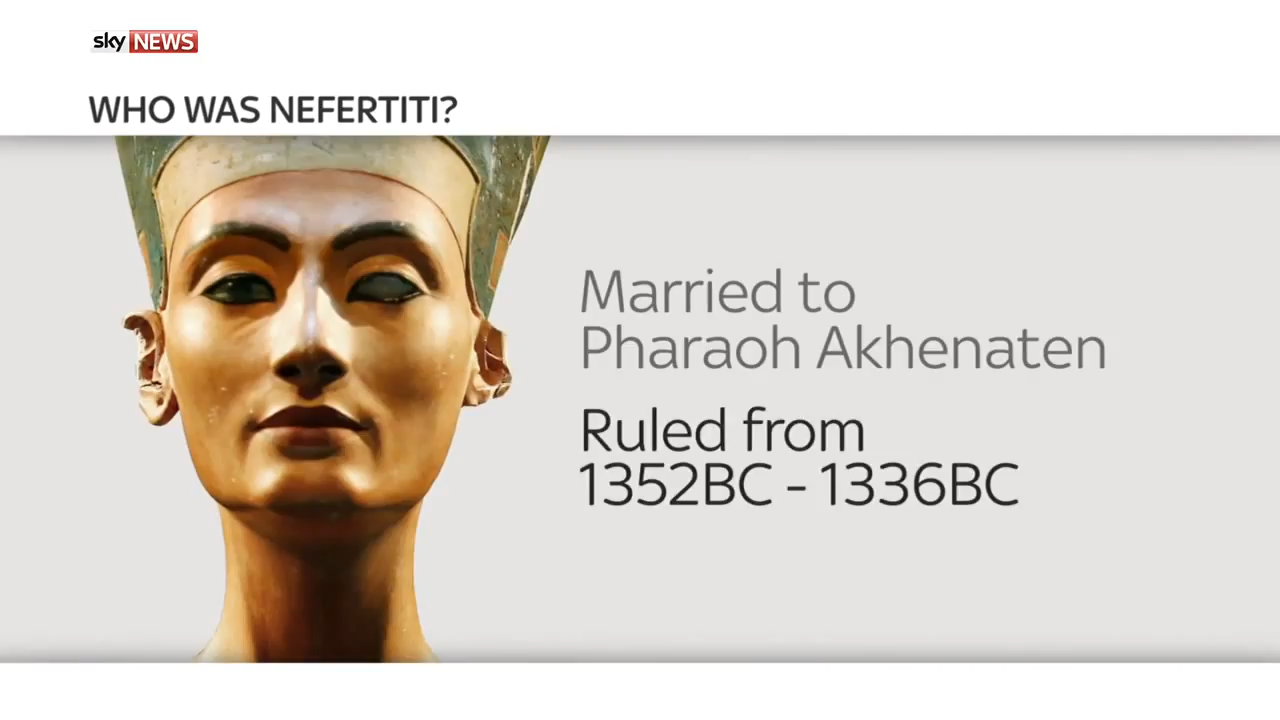 sky NEWS
WHO WAS NEFERTITI?
Married to
Pharaoh Akhenaten
Ruled from
1352BC - 1336BC